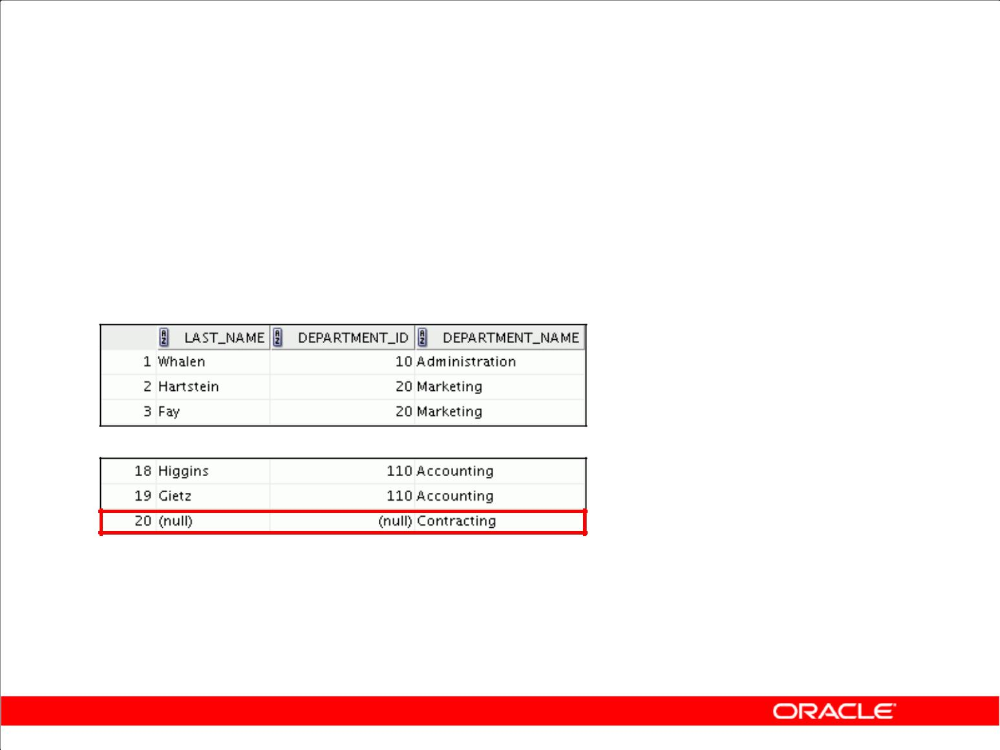 LAST_NAME DEPARTMENT_ID DEPARTMENT_NAME
1 Whalen 10 Administration
2 Hartstein 20 Marketing
3 Fay 20 Marketing
18 Higgins 110 Accounting
19 Gietz 110 Accounting
20 (null) (null) Contracting
ORACLE